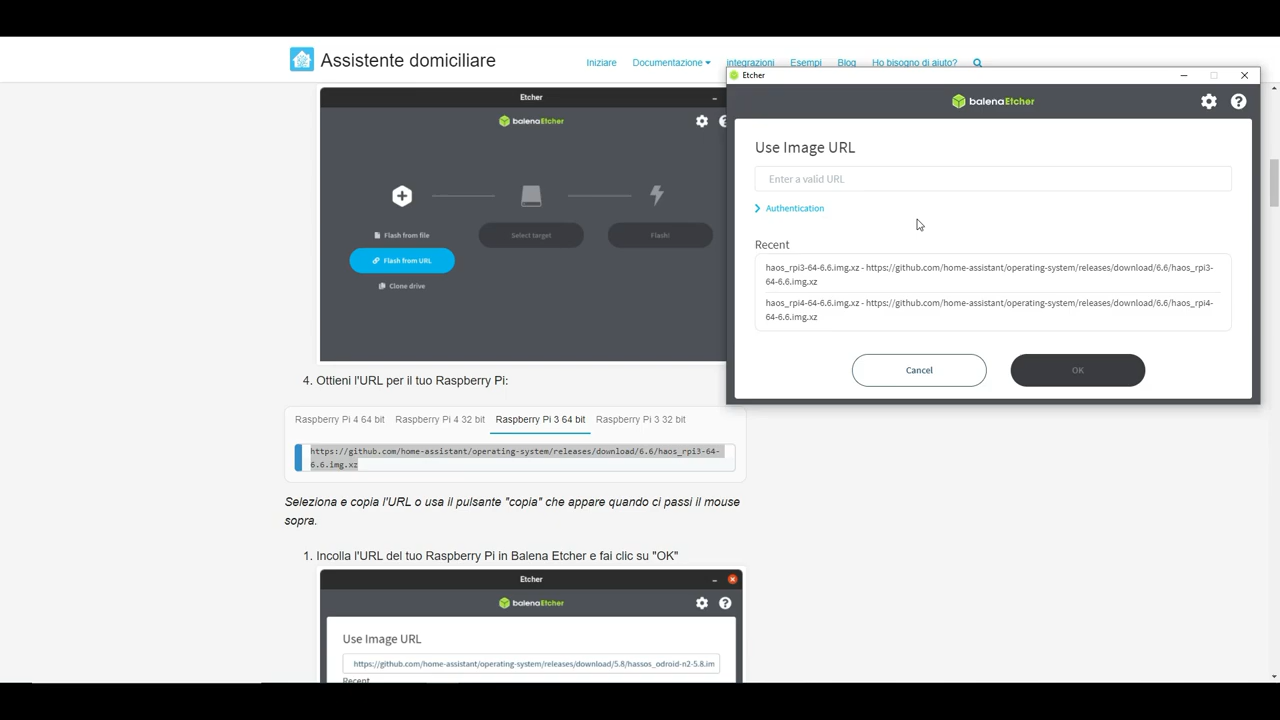 Assistente domiciliare
Iniziare
Documentazione
integrazioni
Esempi
Blog
Ho bisogno di aiuto?
Etcher
balenaEtcher
Flash from file
Select target
Flash!
Flash from URL
Clone drive
4. Ottieni l'URL per il tuo Raspberry Pi:
Raspberry Pi 4 64 bit
Raspberry Pi 4 32 bit
Raspberry Pi 3 64 bit
Raspberry Pi 3 32 bit
https://github.com/home-assistant/operating-system/releases/download/6.6/haos_rpi3-64-
6.6.img.xz
Seleziona e copia l'URL o usa il pulsante "copia" che appare quando ci passi il mouse
sopra.
1. Incolla l'URL del tuo Raspberry Pi in Balena Etcher e fai clic su "OK"
Etcher
balenaEtcher
Use Image URL
https://github.com/home-assistant/operating-system/releases/download/5.8/hassos_odroid-n2-5.8.im
Recent
Etcher
balenaEtcher
Use Image URL
Enter a valid URL
Authentication
Recent
haos_rpi3-64-6.6.img.xz - https://github.com/home-assistant/operating-system/releases/download/6.6/haos_rpi3-
64-6.6.img.xz
haos_rpi4-64-6.6.img.xz - https://github.com/home-assistant/operating-system/releases/download/6.6/haos_rpi4-
64-6.6.img.xz
Cancel
OK